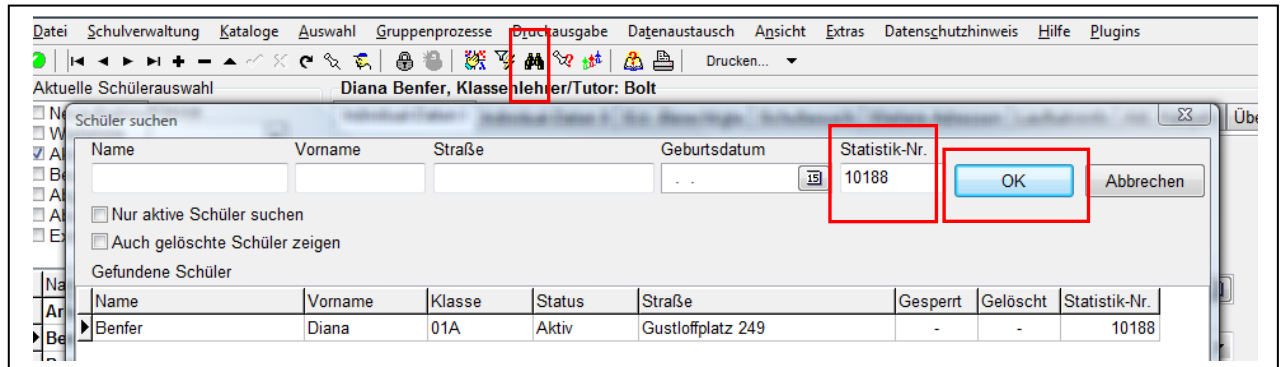 Datei Schulverwaltung Kataloge Auswahl Gruppenprozesse Druckausgabe Datenaustausch Ansicht Extras Datenschutzhinweis Hilfe Plugins
Drucken...
Aktuelle Schülerauswahl Diana Benfer, Klassenlehrer/Tutor: Bolt
Schüler suchen
Name Vorname Straße Geburtsdatum Statistik-Nr.
. . 15 10188 OK Abbrechen
Nur aktive Schüler suchen
Auch gelöschte Schüler zeigen
Gefundene Schüler
Name Vorname Klasse Status Straße Gesperrt Gelöscht Statistik-Nr.
Benfer Diana 01A Aktiv Gustloffplatz 249 - - 10188